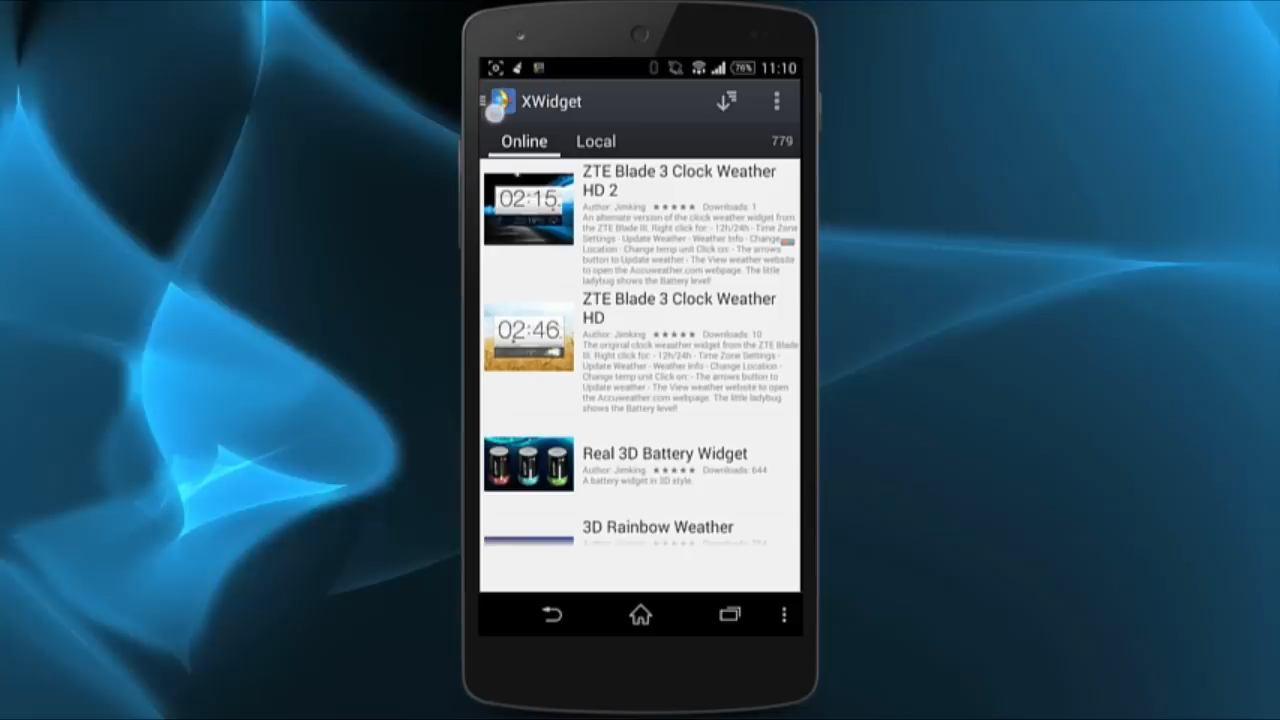 76% 11:10
XWidget
Online Local 779
ZTE Blade 3 Clock Weather
HD 2
Author: Jimking ★★★★★ Downloads: 1
An alternate version of the clock weather widget from
the ZTE Blade III. Right click for: - 12h/24h - Time Zone
Settings - Update Weather - Weather Info - Change
Location - Change temp unit Click on: - The arrows
button to Update weather - The View weather website
to open the Accuweather.com webpage. The little
ladybug shows the Battery level!
02:15
ZTE Blade 3 Clock Weather
HD
Author: Jimking ★★★★★ Downloads: 10
The original clock weasther widget from the ZTE Blade
III. Right click for: - 12h/24h - Time Zone Settings -
Update Weather - Weather Info - Change Location -
Change temp unit Click on: - The arrows button to
Update weather - The View weather website to open
the Accuweather.com webpage. The little ladybug
shows the Battery level!
02:46
Real 3D Battery Widget
Author: Jimking ★★★★★ Downloads: 644
A battery widget in 3D style.
3D Rainbow Weather